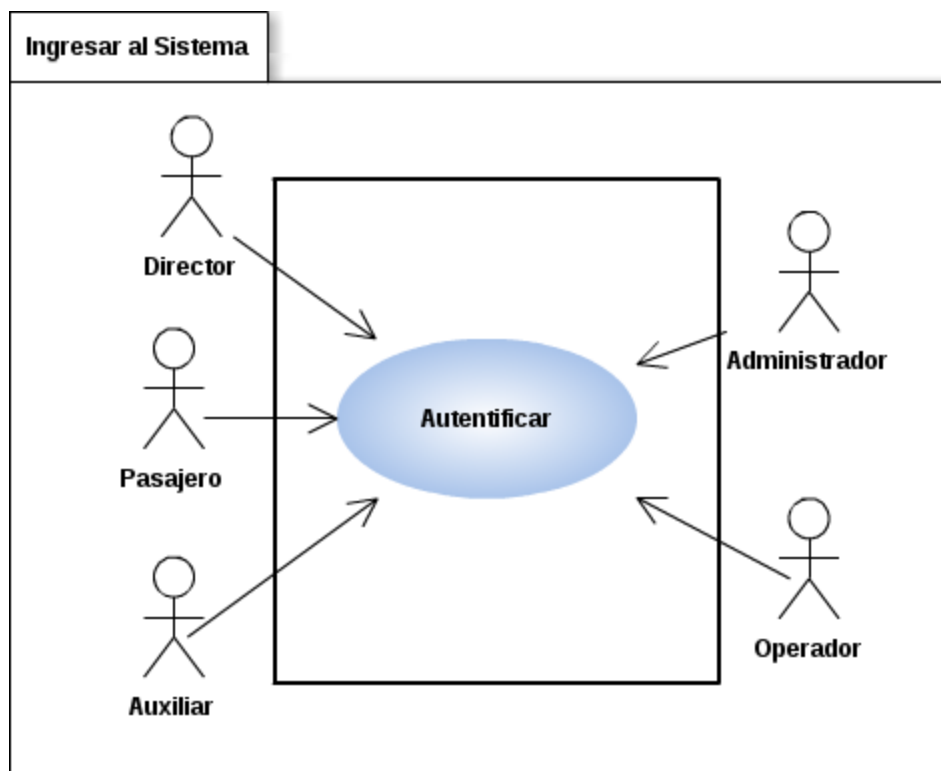 Ingresar al Sistema
Director
Administrador
Pasajero
Autentificar
Auxiliar
Operador